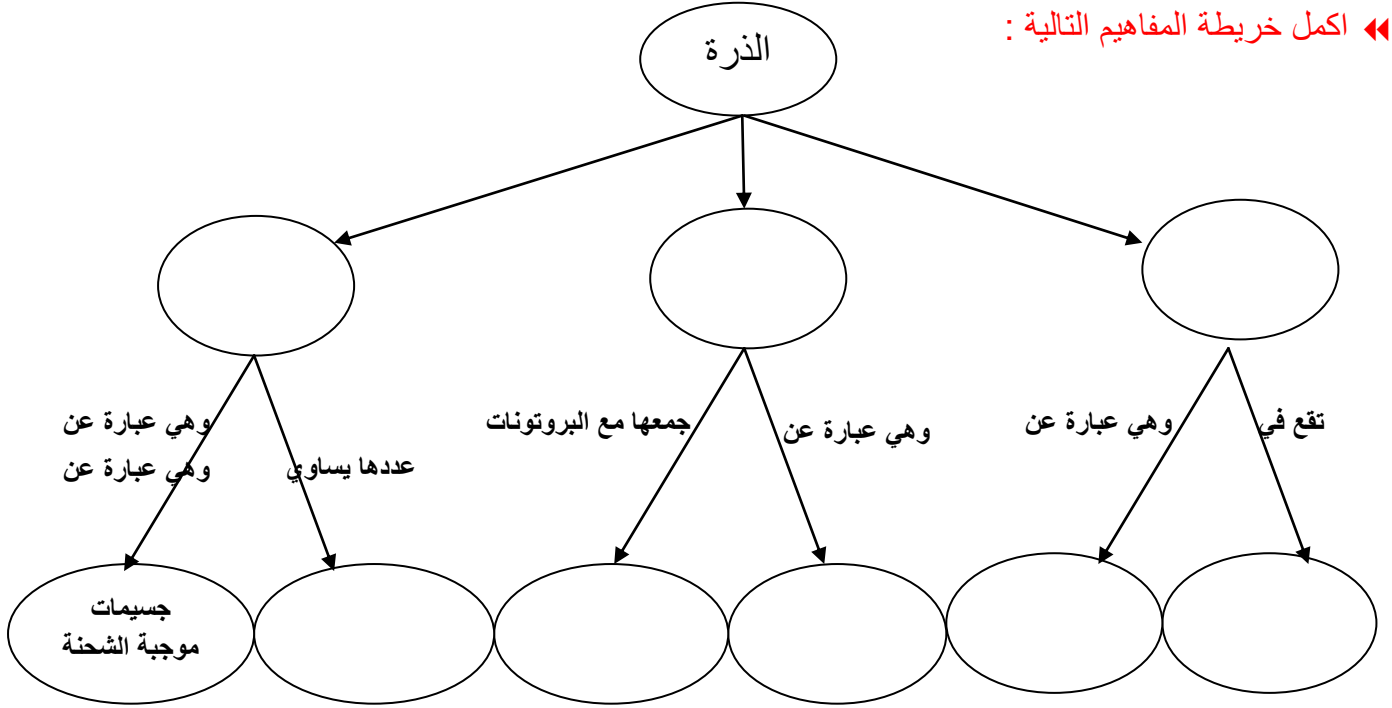 اكمل خريطة المفاهيم التالية :
الذرة
تقع في
وهي عبارة عن
وهي عبارة عن
جمعها مع البروتونات
وهي عبارة عن
عددها يساوي
وهي عبارة عن
جسيمات
موجبة الشحنة